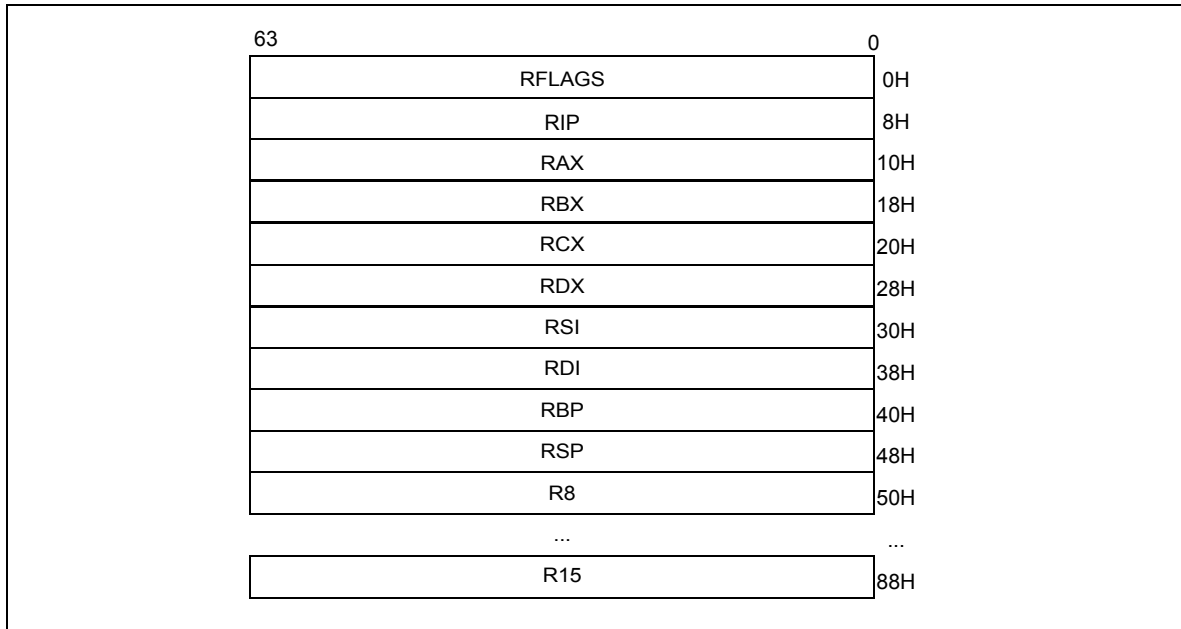 63 0
RFLAGS 0H
RIP 8H
RAX 10H
RBX 18H
RCX 20H
RDX 28H
RSI 30H
RDI 38H
RBP 40H
RSP 48H
R8 50H
... ...
R15 88H